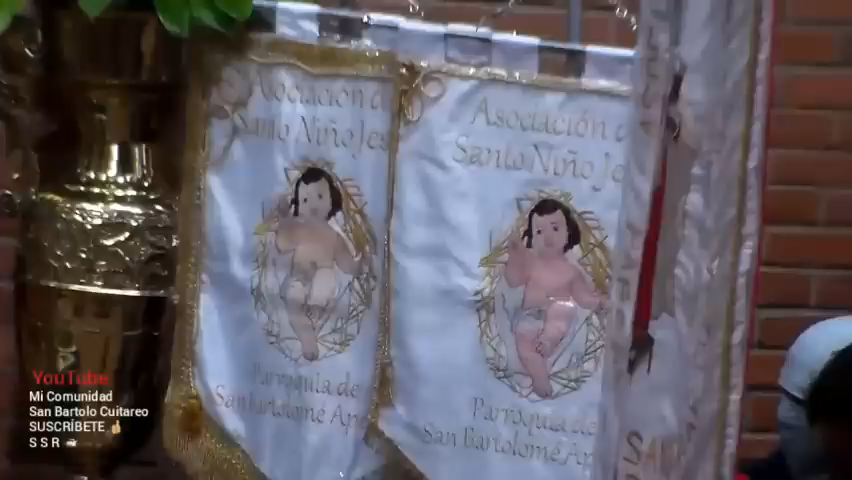 Asociación
Santo Niño Jes
Parroquia de
San Bartolomé Ap
Asociación
Santo Niño Je
Parroquia de
San Bartolomé Ap
YouTube
Mi Comunidad
San Bartolo Cuitareo
SUSCRÍBETE 👍
S S R